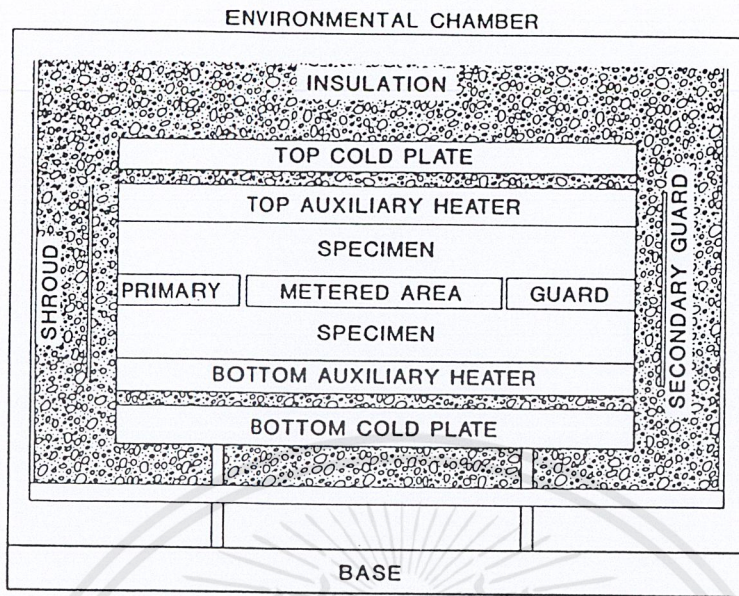 ENVIRONMENTAL CHAMBER
INSULATION
TOP COLD PLATE
TOP AUXILIARY HEATER
SPECIMEN
PRIMARY
METERED AREA
GUARD
SPECIMEN
BOTTOM AUXILIARY HEATER
BOTTOM COLD PLATE
SHROUD
SECONDARY GUARD
BASE